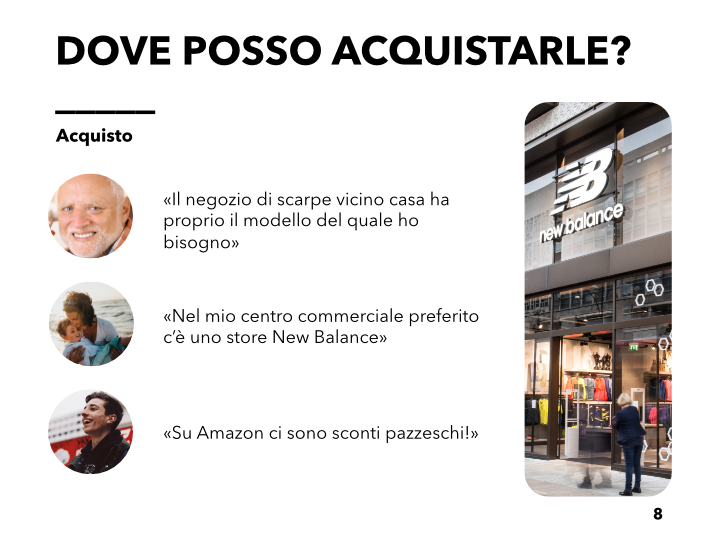 DOVE POSSO ACQUISTARLE?
Acquisto
«Il negozio di scarpe vicino casa ha
proprio il modello del quale ho
bisogno»
«Nel mio centro commerciale preferito
c’è uno store New Balance»
«Su Amazon ci sono sconti pazzeschi!»
NB
new balance
8